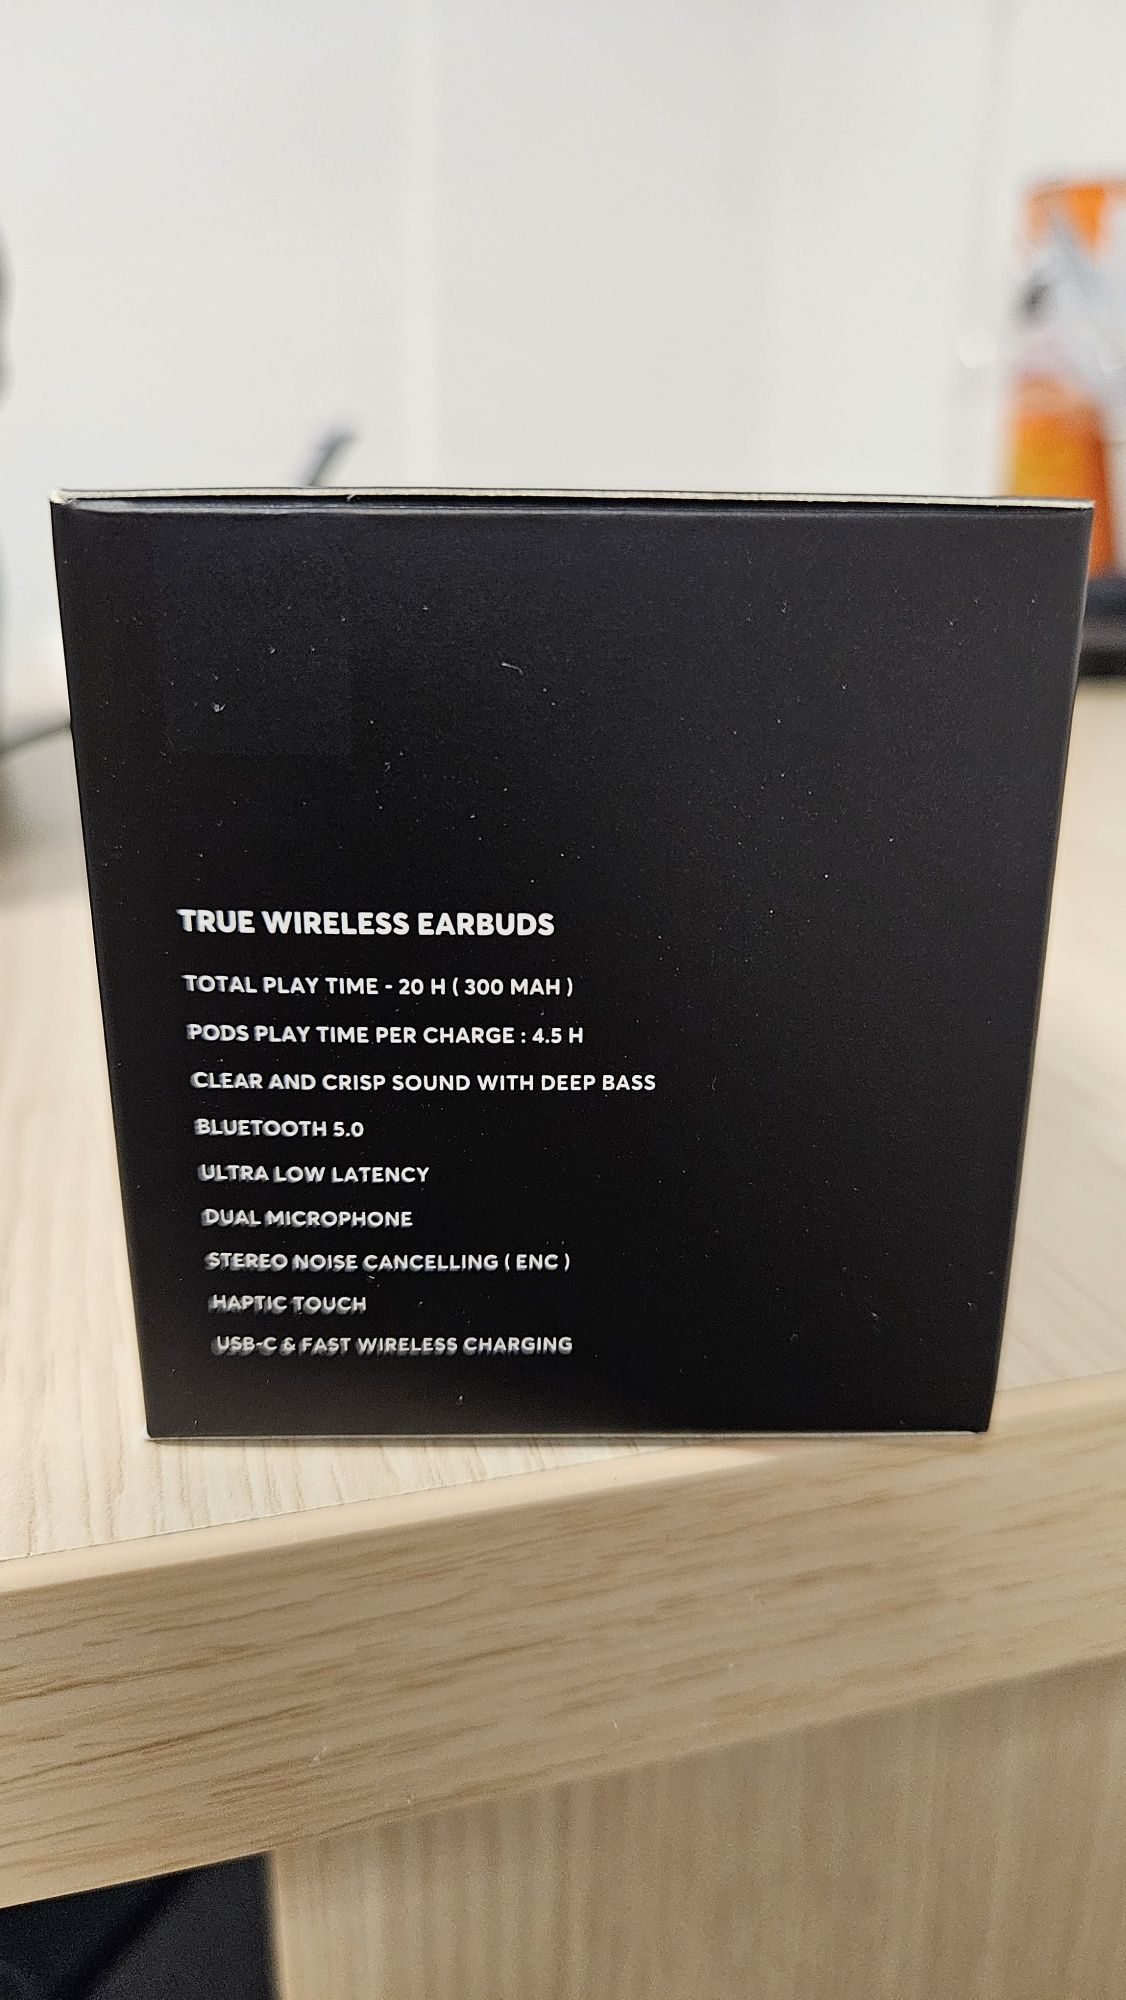 TRUE WIRELESS EARBUDS
TOTAL PLAY TIME - 20 H ( 300 MAH )
PODS PLAY TIME PER CHARGE : 4.5 H
CLEAR AND CRISP SOUND WITH DEEP BASS
BLUETOOTH 5.0
ULTRA LOW LATENCY
DUAL MICROPHONE
STEREO NOISE CANCELLING ( ENC )
HAPTIC TOUCH
USB-C & FAST WIRELESS CHARGING